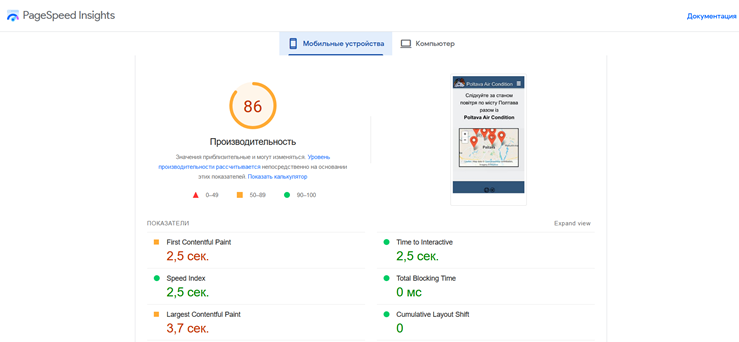 PageSpeed Insights
Документация
Мобильные устройства
Компьютер
86
Производительность
Значения приблизительные и могут изменяться. Уровень
производительности рассчитывается непосредственно на основании
этих показателей. Показать калькулятор.
0–49
50–89
90–100
Poltava Air Condition
Слідкуйте за станом
повітря по місту Полтава
разом із
Poltava Air Condition
ПОКАЗАТЕЛИ
Expand view
First Contentful Paint
2,5 сек.
Time to Interactive
2,5 сек.
Speed Index
2,5 сек.
Total Blocking Time
0 мс
Largest Contentful Paint
3,7 сек.
Cumulative Layout Shift
0